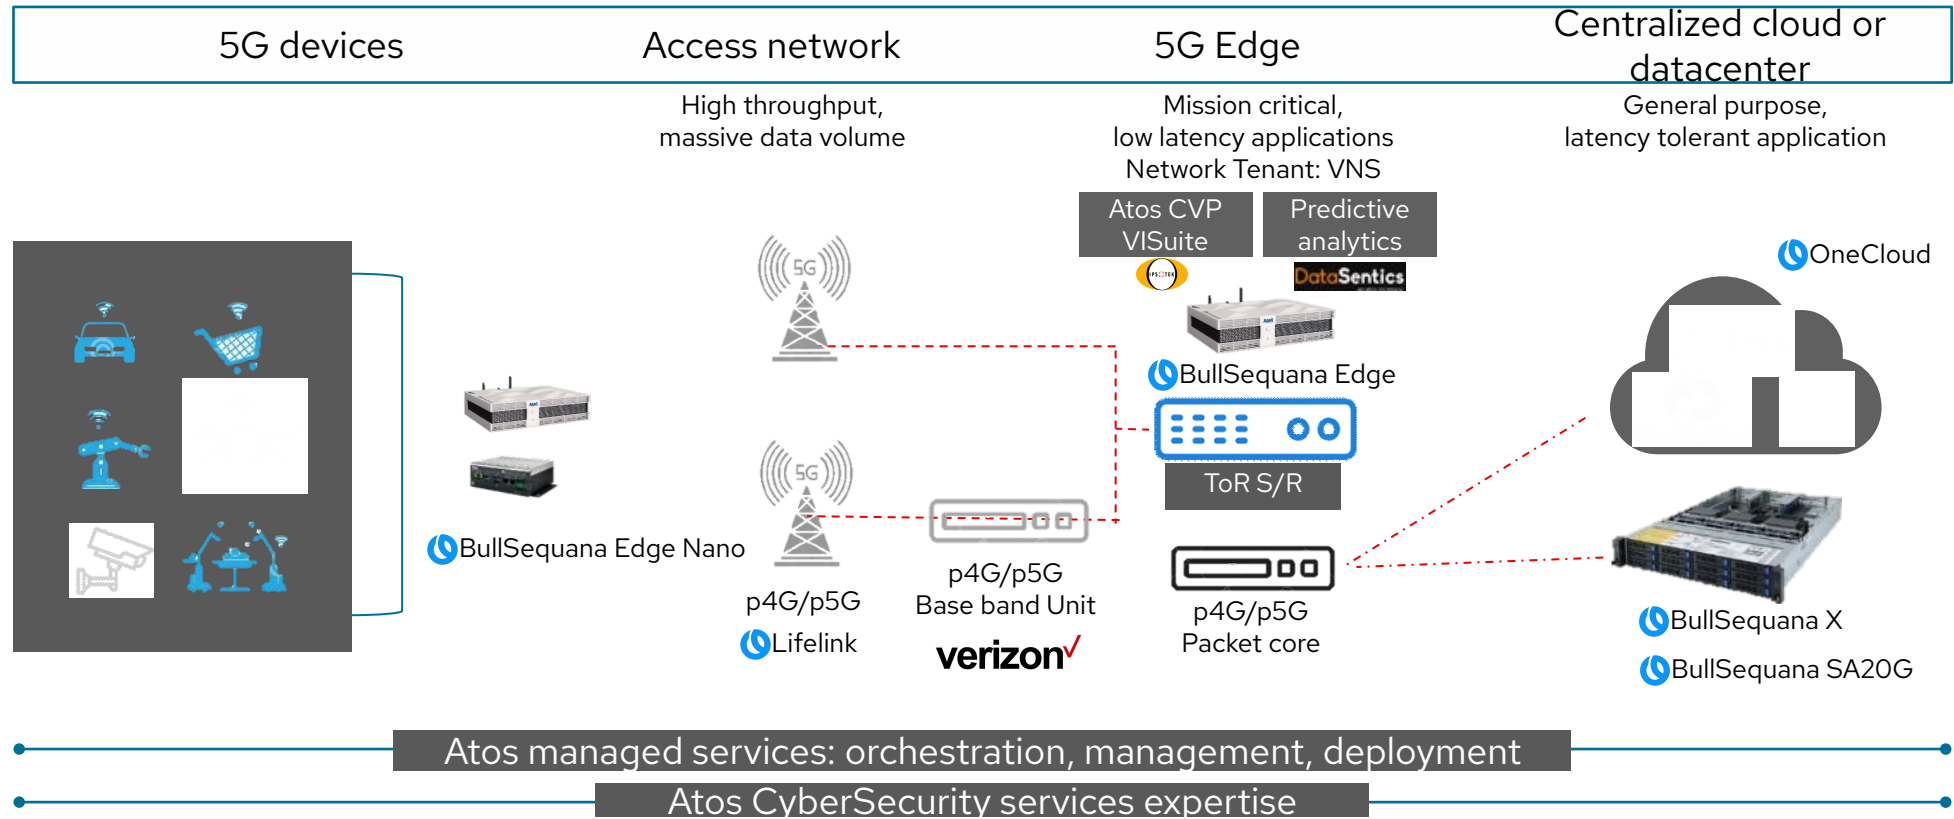 5G devices
Access network
5G Edge
Centralized cloud or
datacenter
High throughput,
massive data volume
Mission critical,
low latency applications
Network Tenant: VNS
General purpose,
latency tolerant application
Atos CVP
VISuite
Predictive
analytics
IPSOTEK
DataSentics
OneCloud
5G
BullSequana Edge
5G
ToR S/R
BullSequana Edge Nano
p4G/p5G
Lifelink
p4G/p5G
Base band Unit
verizon
p4G/p5G
Packet core
BullSequana X
BullSequana SA20G
Atos managed services: orchestration, management, deployment
Atos CyberSecurity services expertise